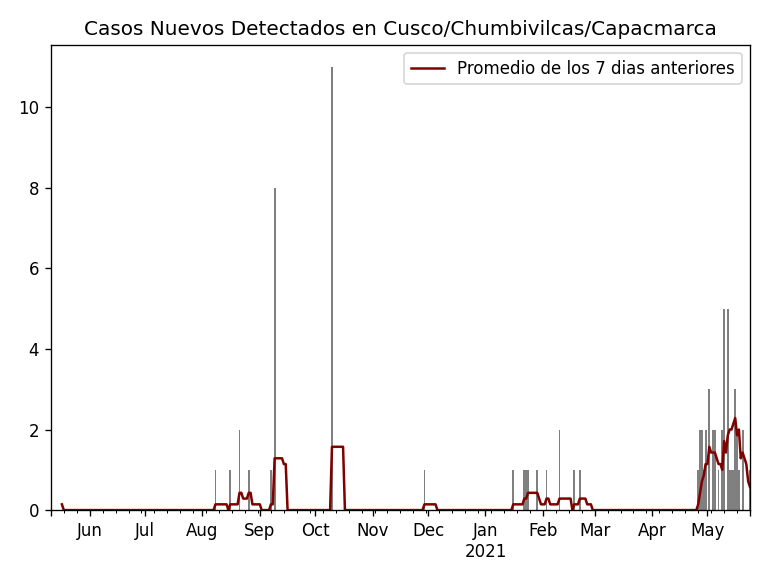 Casos Nuevos Detectados en Cusco/Chumbivilcas/Capacmarca
Promedio de los 7 dias anteriores
10
8
6
4
2
0
Jun Jul Aug Sep Oct Nov Dec Jan Feb Mar Apr May
2021